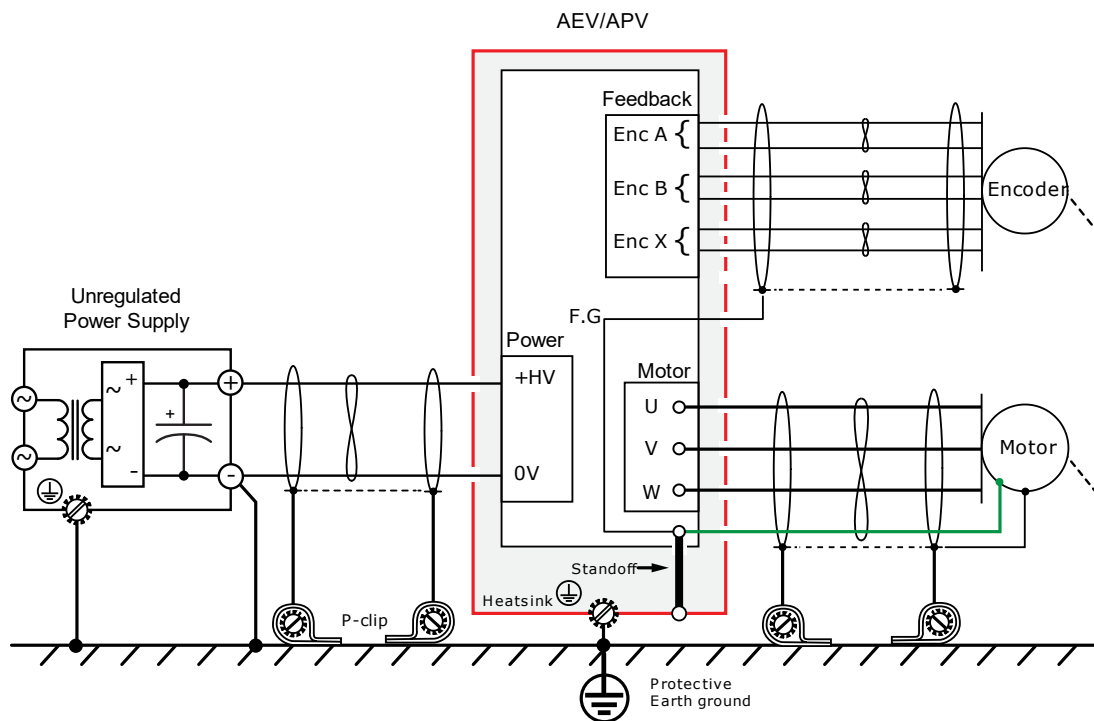 AEV/APV
Feedback
Enc A {
Enc B {
Enc X {
Encoder
F.G
Unregulated
Power Supply
+
-
+
~
~
+
-
~
~
Power
+HV
0V
Motor
U
V
W
Motor
Standoff
Heatsink
P-clip
Protective
Earth ground